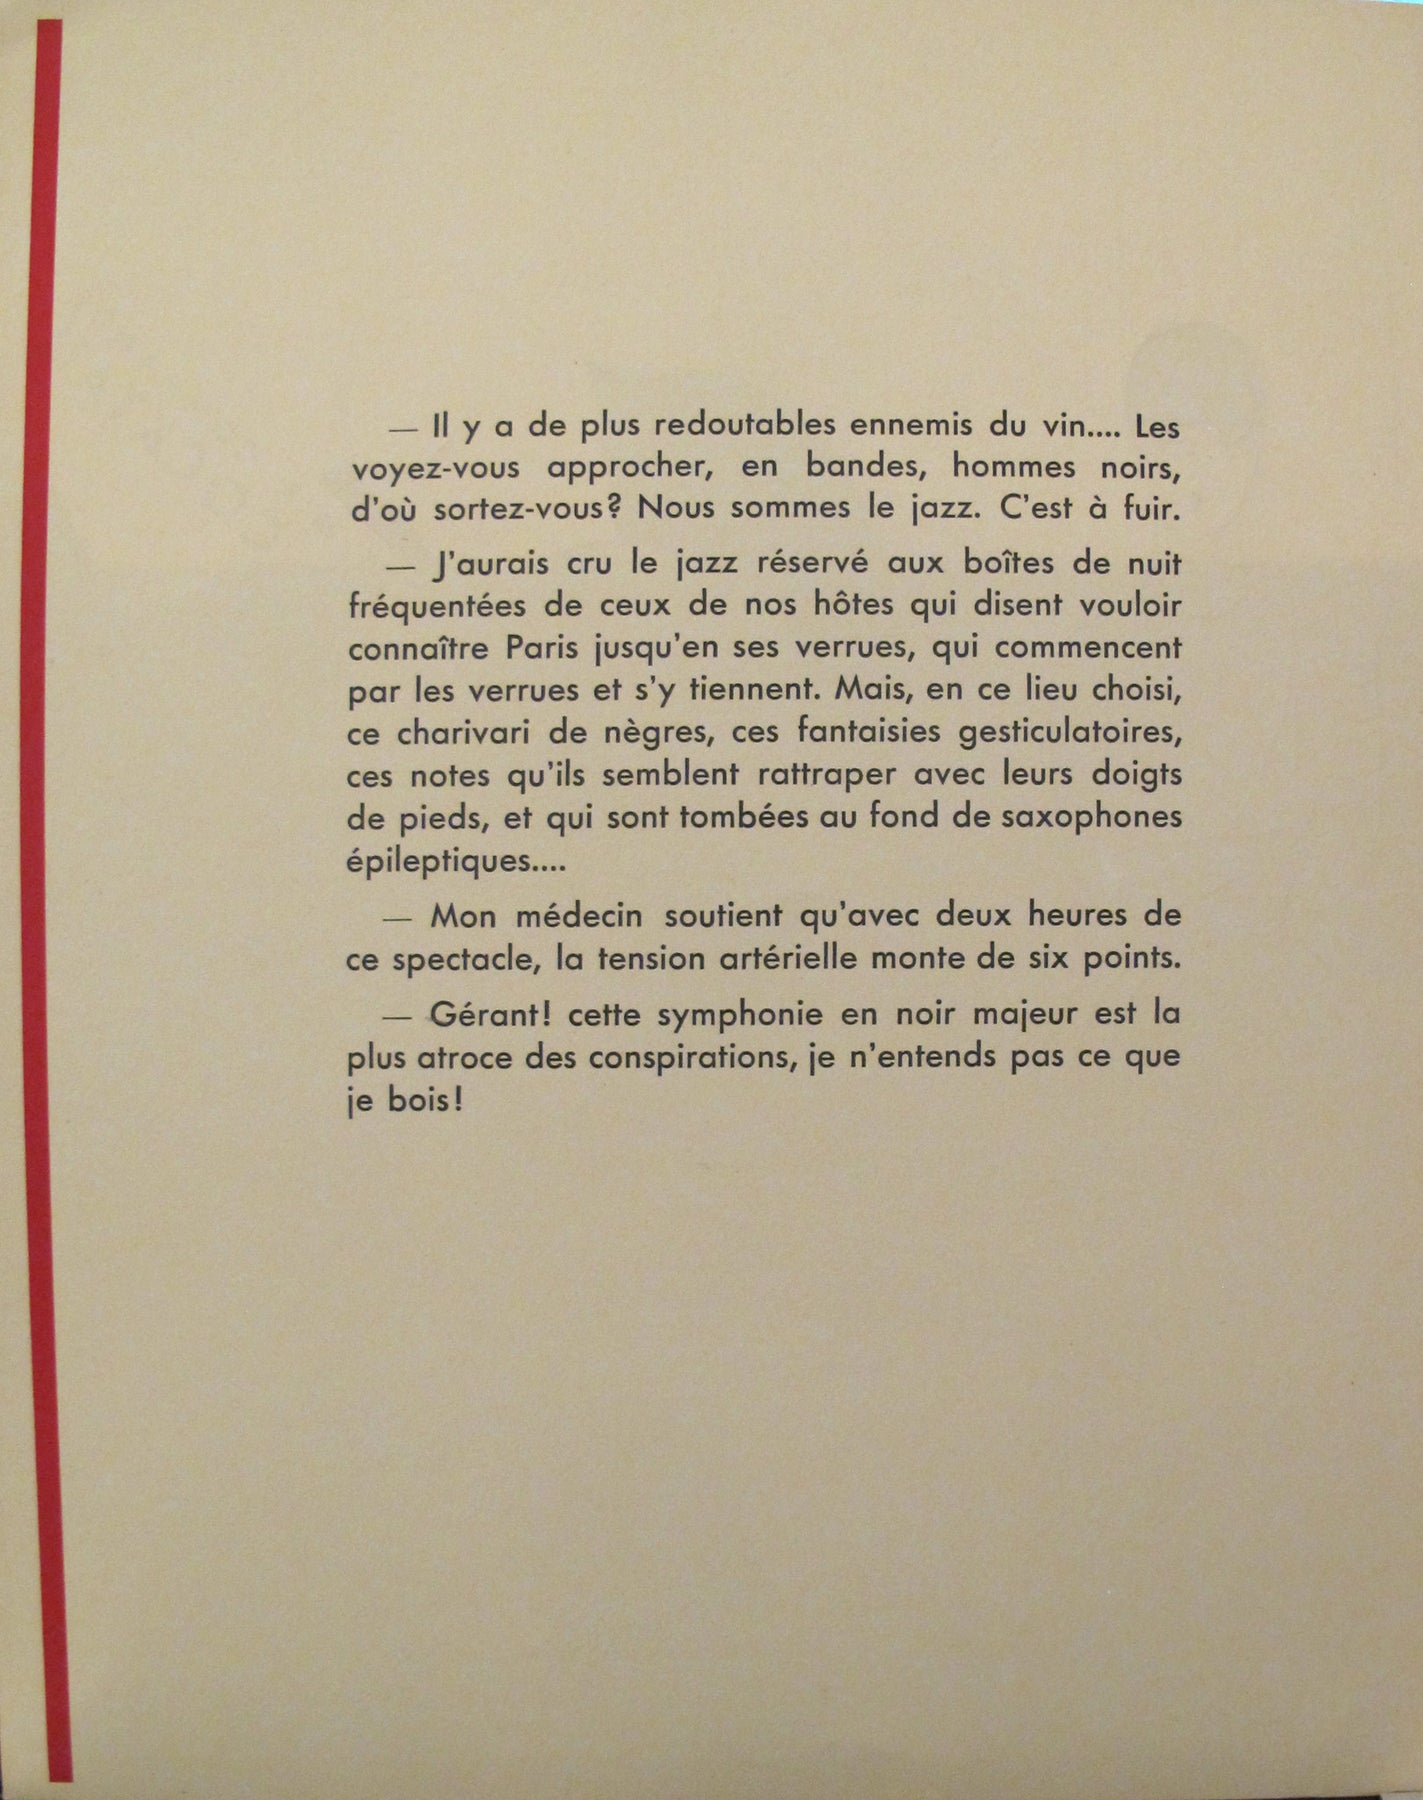 — Il y a de plus redoutables ennemis du vin.... Les
voyez-vous approcher, en bandes, hommes noirs,
d'où sortez-vous? Nous sommes le jazz. C'est à fuir.
— J'aurais cru le jazz réservé aux boîtes de nuit
fréquentées de ceux de nos hôtes qui disent vouloir
connaître Paris jusqu'en ses verrues, qui commencent
par les verrues et s'y tiennent. Mais, en ce lieu choisi,
ce charivari de nègres, ces fantaisies gesticulatoires,
ces notes qu'ils semblent rattraper avec leurs doigts
de pieds, et qui sont tombées au fond de saxophones
épileptiques....
— Mon médecin soutient qu'avec deux heures de
ce spectacle, la tension artérielle monte de six points.
— Gérant! cette symphonie en noir majeur est la
plus atroce des conspirations, je n'entends pas ce que
je bois!